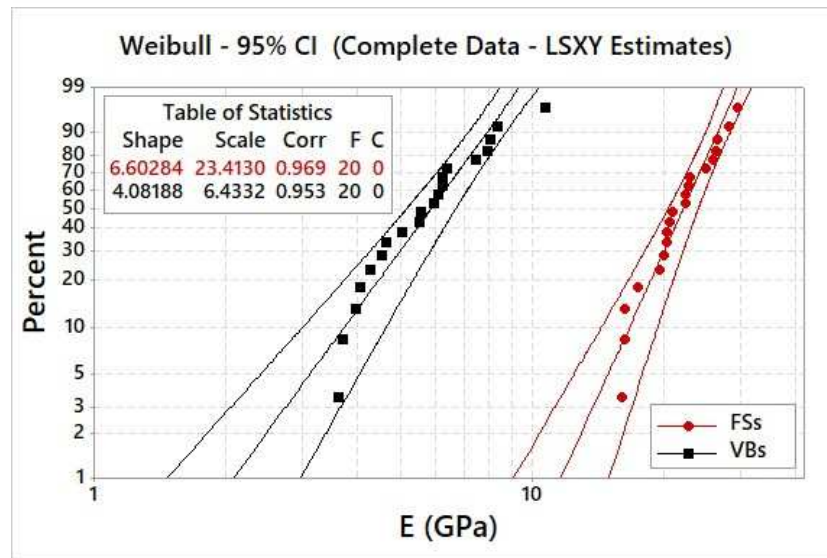 Weibull - 95% CI (Complete Data - LSXY Estimates)
Table of Statistics
Shape Scale Corr F C
6.60284 23.4130 0.969 20 0
4.08188 6.4332 0.953 20 0
Percent
99
90
80
70
60
50
40
30
20
10
5
3
2
1
FSs
VBs
1 10
E (GPa)